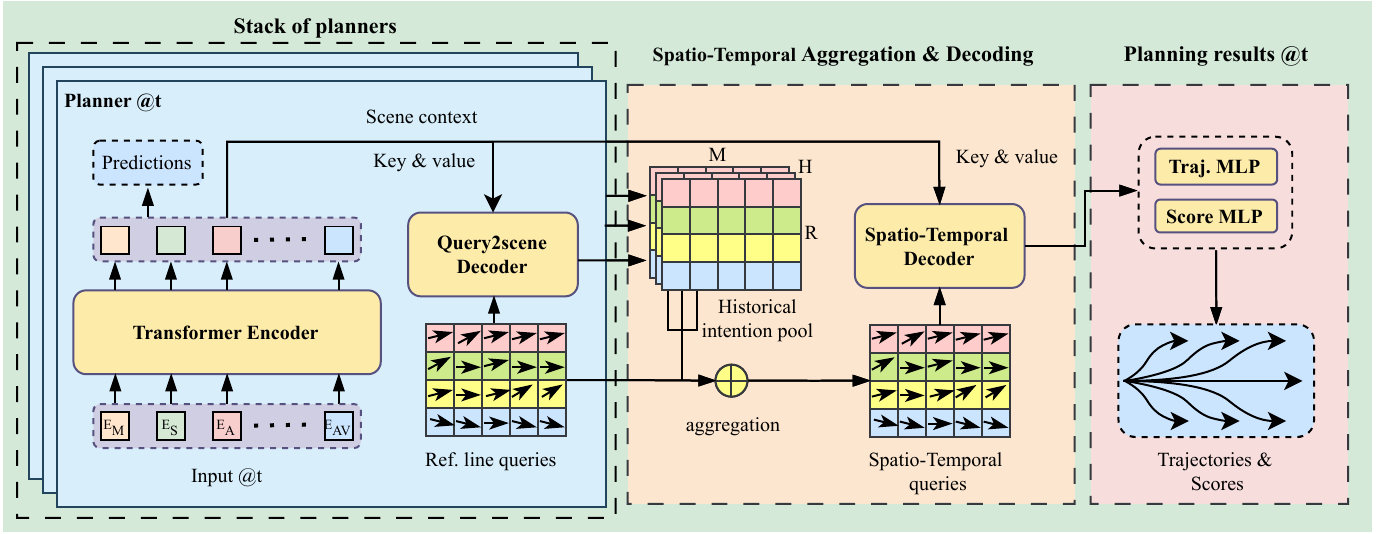 Stack of planners
Planner @t
Scene context
Predictions
Key & value
Query2scene
Decoder
Transformer Encoder
E_M
E_S
E_A
E_AV
Input @t
Ref. line queries
Spatio-Temporal Aggregation & Decoding
M
H
R
Key & value
Spatio-Temporal
Decoder
Historical
intention pool
aggregation
Spatio-Temporal
queries
Planning results @t
Traj. MLP
Score MLP
Trajectories &
Scores